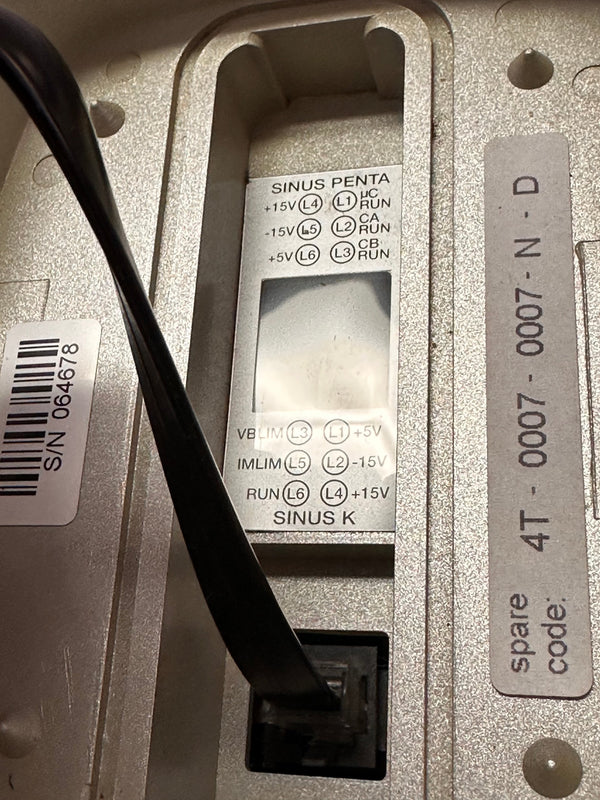 SINUS PENTA
+15V L4 L1 µC RUN
-15V L5 L2 CA RUN
+5V L6 L3 CB RUN
VBLIM L3 L1 +5V
IMLIM L5 L2 -15V
RUN L6 L4 +15V
SINUS K
S/N 064678
spare code: 4T - 0007 - 0007 - N - D